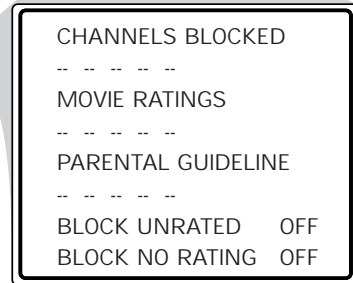 CHANNELS BLOCKED
-- -- -- -- --
MOVIE RATINGS
-- -- -- -- --
PARENTAL GUIDELINE
-- -- -- -- --
BLOCK UNRATED OFF
BLOCK NO RATING OFF